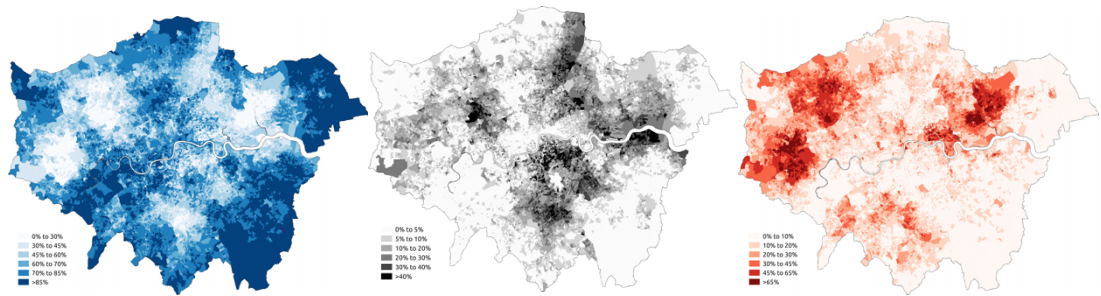 0% to 30%
30% to 45%
45% to 60%
60% to 70%
70% to 85%
>85%
0% to 5%
5% to 10%
10% to 20%
20% to 30%
30% to 40%
>40%
0% to 10%
10% to 20%
20% to 30%
30% to 45%
45% to 65%
>65%